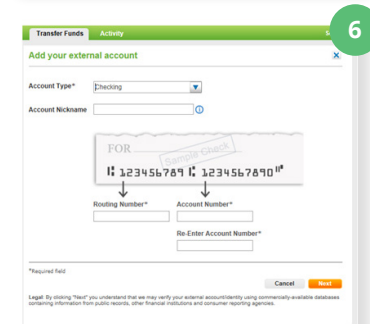 6
Transfer Funds Activity
Add your external account
Account Type* Checking
Account Nickname
FOR
Sample Check
⑆123456789⑆ 1234567890⑈
Routing Number* Account Number*
Re-Enter Account Number*
*Required field
Cancel Next
Legal: By clicking "Next" you understand that we may verify your external account/identity using commercially-available databases
containing information from public records, other financial institutions and consumer reporting agencies.